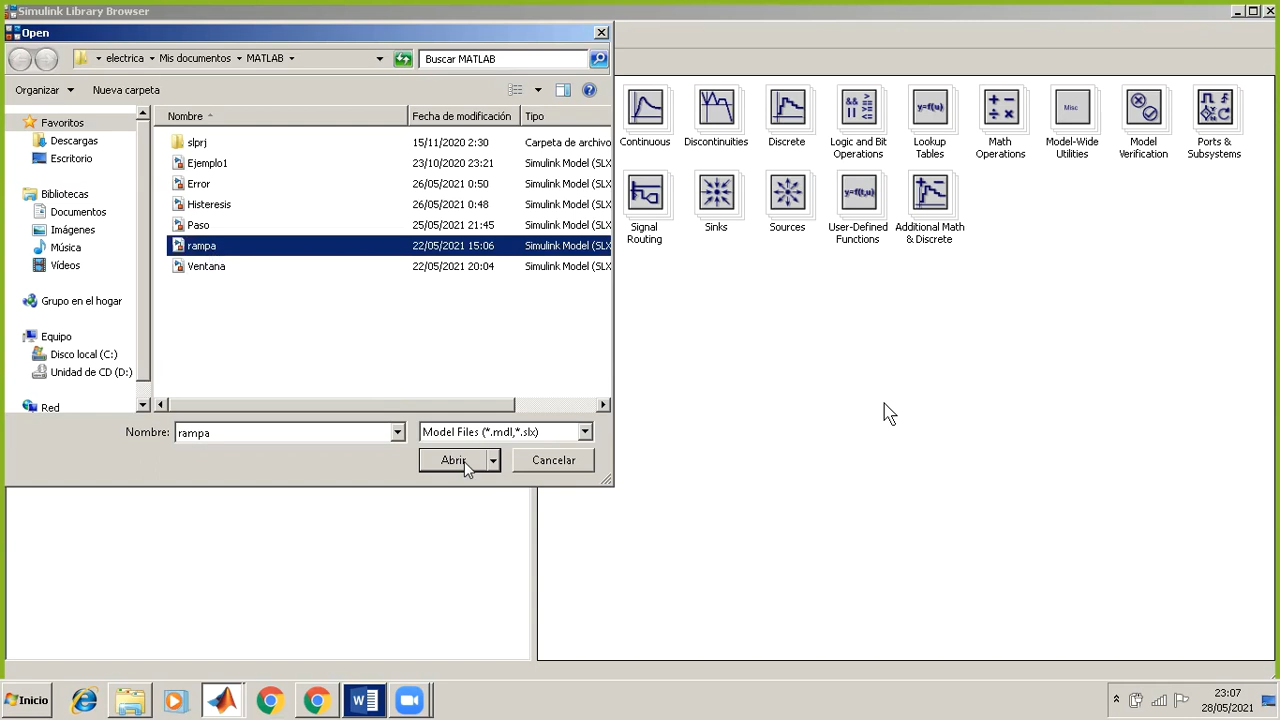 Simulink Library Browser
Open
electrica
Mis documentos
MATLAB
Buscar MATLAB
Organizar
Nueva carpeta
Favoritos
Descargas
Escritorio
Bibliotecas
Documentos
Imágenes
Música
Vídeos
Grupo en el hogar
Equipo
Disco local (C:)
Unidad de CD (D:)
Red
Nombre Fecha de modificación Tipo
slprj 15/11/2020 2:30 Carpeta de archivo
Ejemplo1 23/10/2020 23:21 Simulink Model (SLX
Error 26/05/2021 0:50 Simulink Model (SLX
Histeresis 26/05/2021 0:48 Simulink Model (SLX
Paso 25/05/2021 21:45 Simulink Model (SLX
rampa 22/05/2021 15:06 Simulink Model (SLX
Ventana 22/05/2021 20:04 Simulink Model (SLX
Nombre: rampa
Model Files (*.mdl,*.slx)
Abrir
Cancelar
Continuous
Discontinuities
Discrete
&& >=
Logic and Bit
Operations
y=f(u)
Lookup
Tables
Math
Operations
Misc
Model-Wide
Utilities
Model
Verification
Ports &
Subsystems
Signal
Routing
Sinks
Sources
y=f(t,u)
User-Defined
Functions
Additional Math
& Discrete
Inicio
23:07
28/05/2021